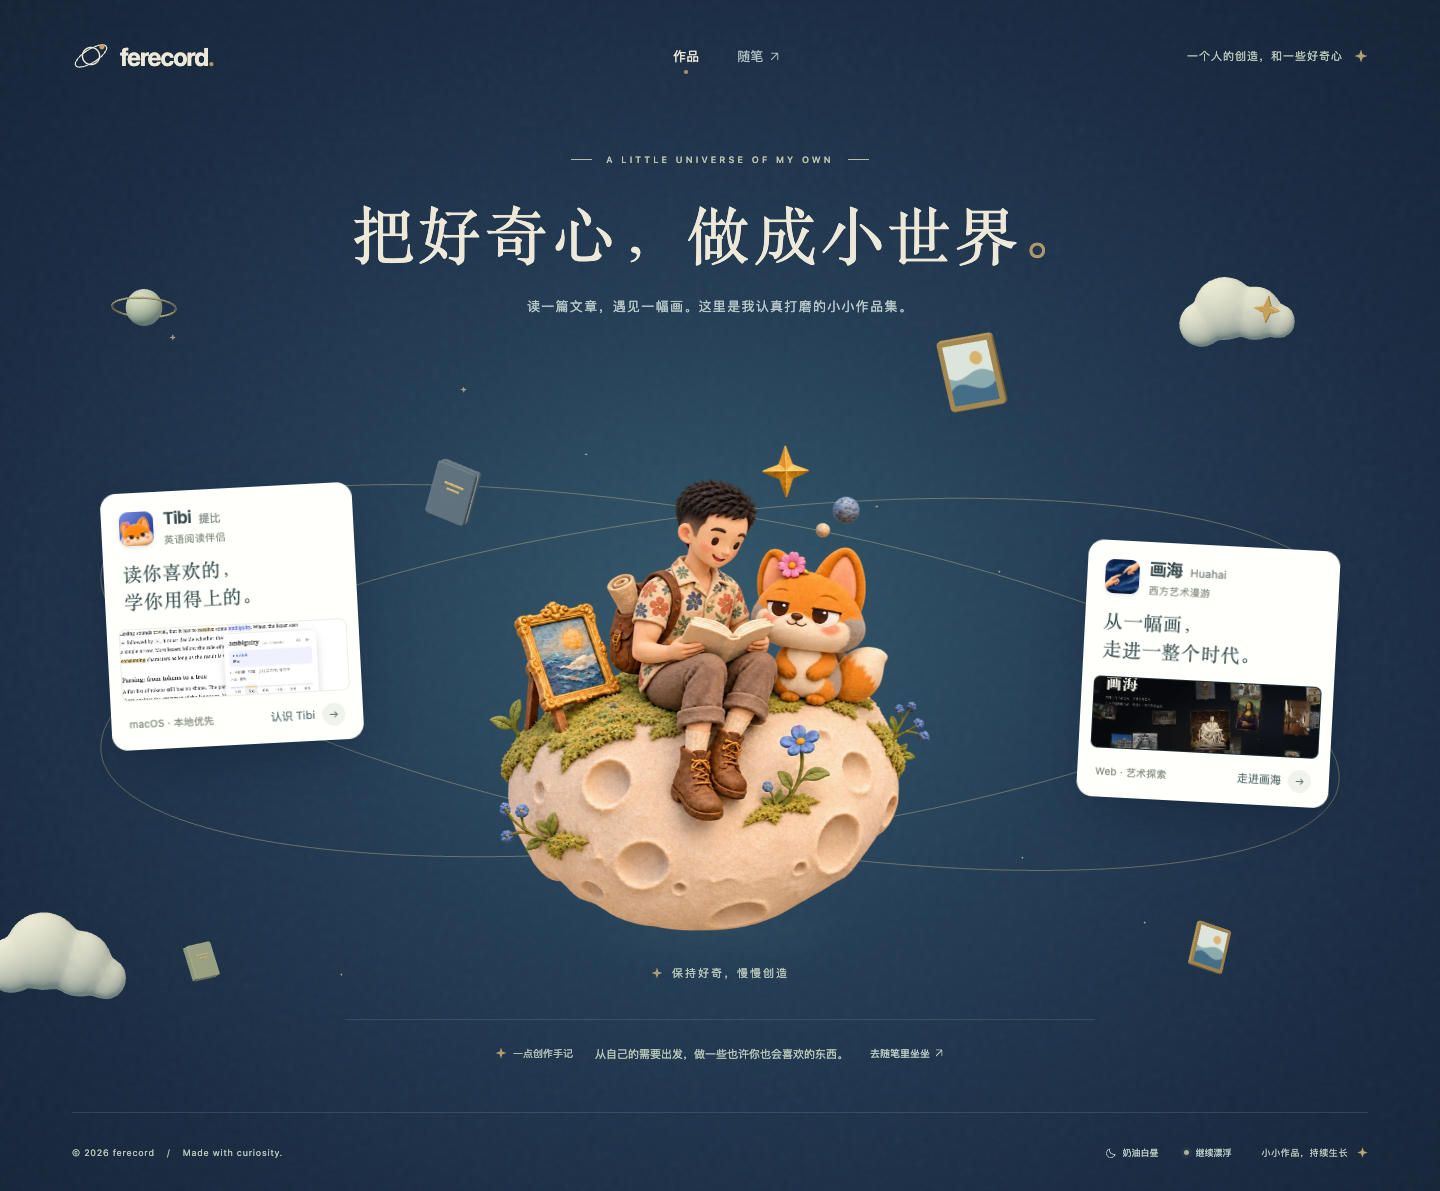 ferecord.
作品
随笔
一个人的创造，和一些好奇心
A LITTLE UNIVERSE OF MY OWN
把好奇心，做成小世界。
读一篇文章，遇见一幅画。这里是我认真打磨的小小作品集。
Tibi 提比
英语阅读伴侣
读你喜欢的，
学你用得上的。
ambiguity
Parsing: from tokens to a tree
macOS · 本地优先
认识 Tibi
画海 Huahai
西方艺术漫游
从一幅画，
走进一整个时代。
画海
Web · 艺术探索
走进画海
保持好奇，慢慢创造
一点创作手记
从自己的需要出发，做一些也许你也会喜欢的东西。
去随笔里坐坐
© 2026 ferecord / Made with curiosity.
奶油白昼
继续漂浮
小小作品，持续生长